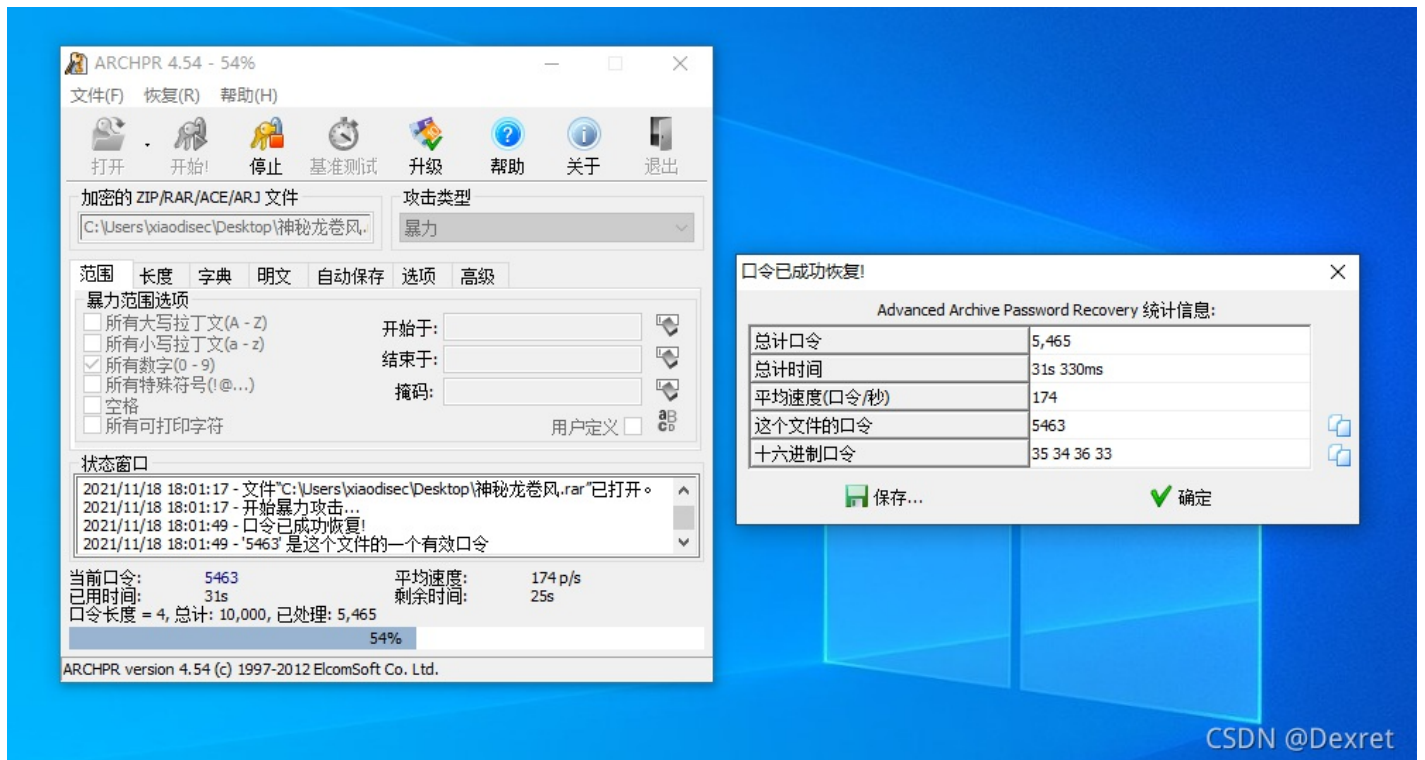 ARCHPR 4.54 - 54%
文件(F) 恢复(R) 帮助(H)
打开 开始! 停止 基准测试 升级 帮助 关于 退出
加密的 ZIP/RAR/ACE/ARJ 文件
攻击类型
C:\Users\xiaodisec\Desktop\神秘龙卷风.
暴力
范围 长度 字典 明文 自动保存 选项 高级
暴力范围选项
所有大写拉丁文(A - Z)
所有小写拉丁文(a - z)
所有数字(0 - 9)
所有特殊符号(!@...)
空格
所有可打印字符
开始于:
结束于:
掩码:
用户定义
状态窗口
2021/11/18 18:01:17 - 文件"C:\Users\xiaodisec\Desktop\神秘龙卷风,.rar"已打开。
2021/11/18 18:01:17 - 开始暴力攻击...
2021/11/18 18:01:49 - 口令已成功恢复!
2021/11/18 18:01:49 - '5463' 是这个文件的一个有效口令
当前口令: 5463 平均速度: 174 p/s
已用时间: 31s 剩余时间: 25s
口令长度 = 4, 总计: 10,000, 已处理: 5,465
54%
ARCHPR version 4.54 (c) 1997-2012 ElcomSoft Co. Ltd.
口令已成功恢复!
Advanced Archive Password Recovery 统计信息:
总计口令 5,465
总计时间 31s 330ms
平均速度(口令/秒) 174
这个文件的口令 5463
十六进制口令 35 34 36 33
保存... 确定
CSDN @Dexret